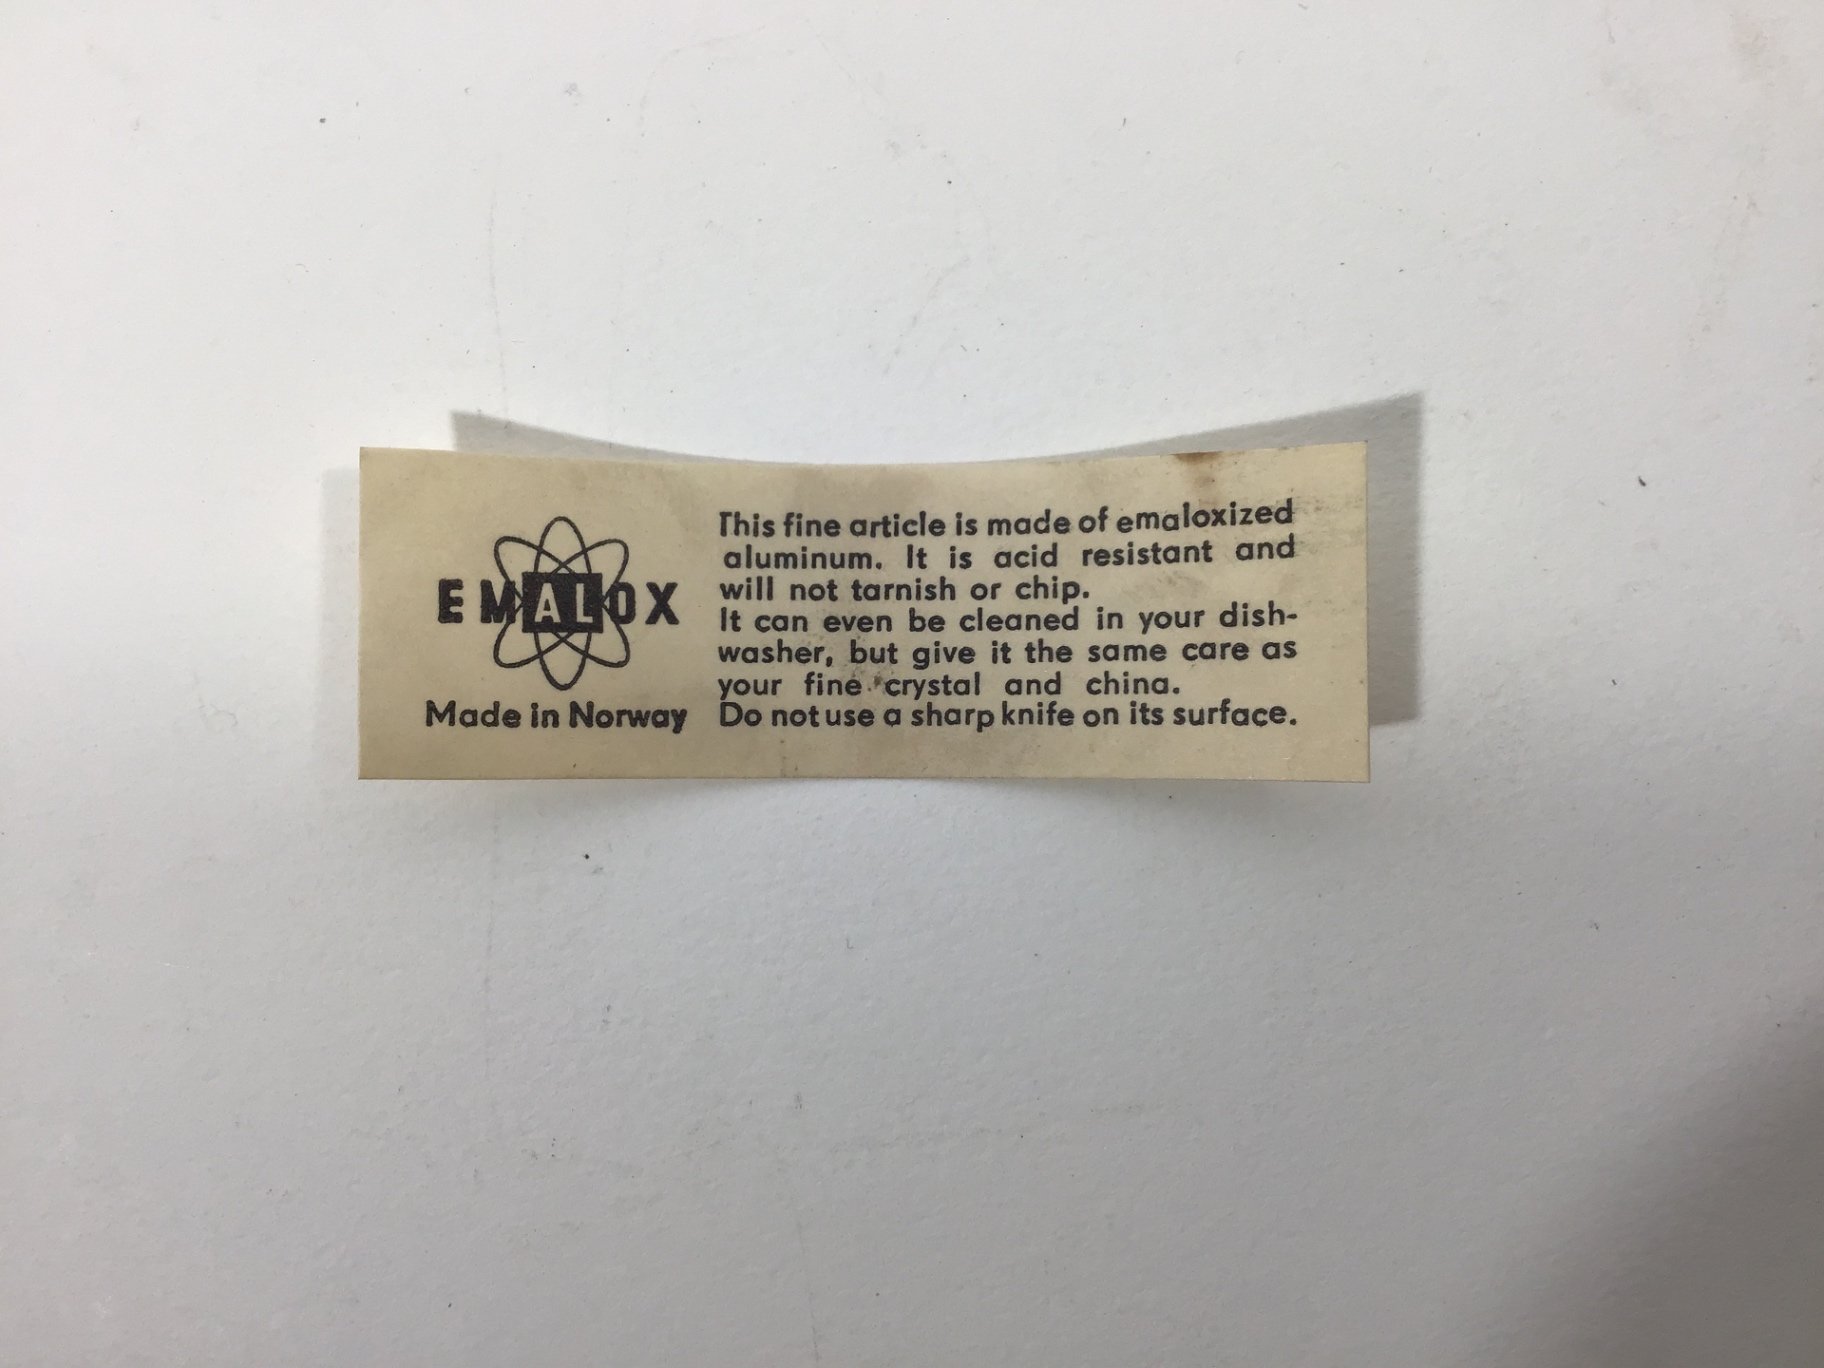 EMALOX
Made in Norway
This fine article is made of emaloxized
aluminum. It is acid resistant and
will not tarnish or chip.
It can even be cleaned in your dish-
washer, but give it the same care as
your fine crystal and china.
Do not use a sharp knife on its surface.